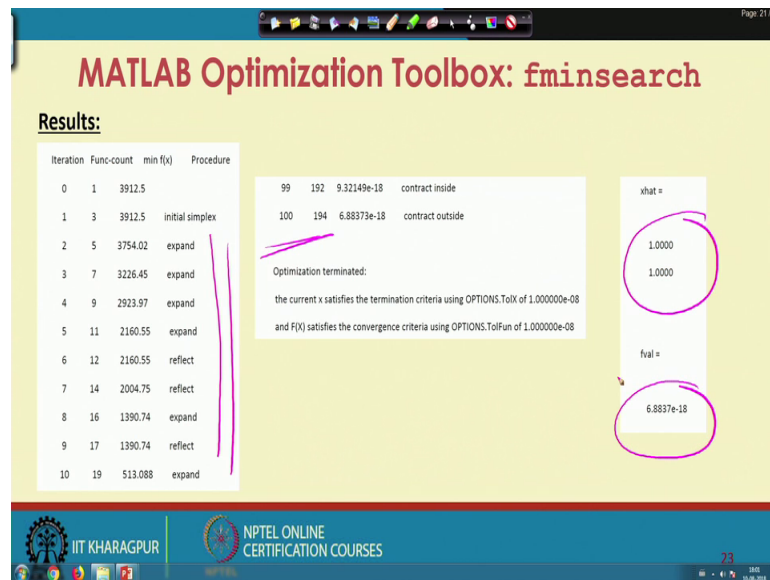 Page: 21 /
MATLAB Optimization Toolbox: fminsearch
Results:
Iteration Func-count min f(x) Procedure
0 1 3912.5
1 3 3912.5 initial simplex
2 5 3754.02 expand
3 7 3226.45 expand
4 9 2923.97 expand
5 11 2160.55 expand
6 12 2160.55 reflect
7 14 2004.75 reflect
8 16 1390.74 expand
9 17 1390.74 reflect
10 19 513.088 expand
99 192 9.32149e-18 contract inside
100 194 6.88373e-18 contract outside
Optimization terminated:
the current x satisfies the termination criteria using OPTIONS.TolX of 1.000000e-08
and F(X) satisfies the convergence criteria using OPTIONS.TolFun of 1.000000e-08
xhat =
1.0000
1.0000
fval =
6.8837e-18
IIT KHARAGPUR
NPTEL ONLINE
CERTIFICATION COURSES
23
18:01